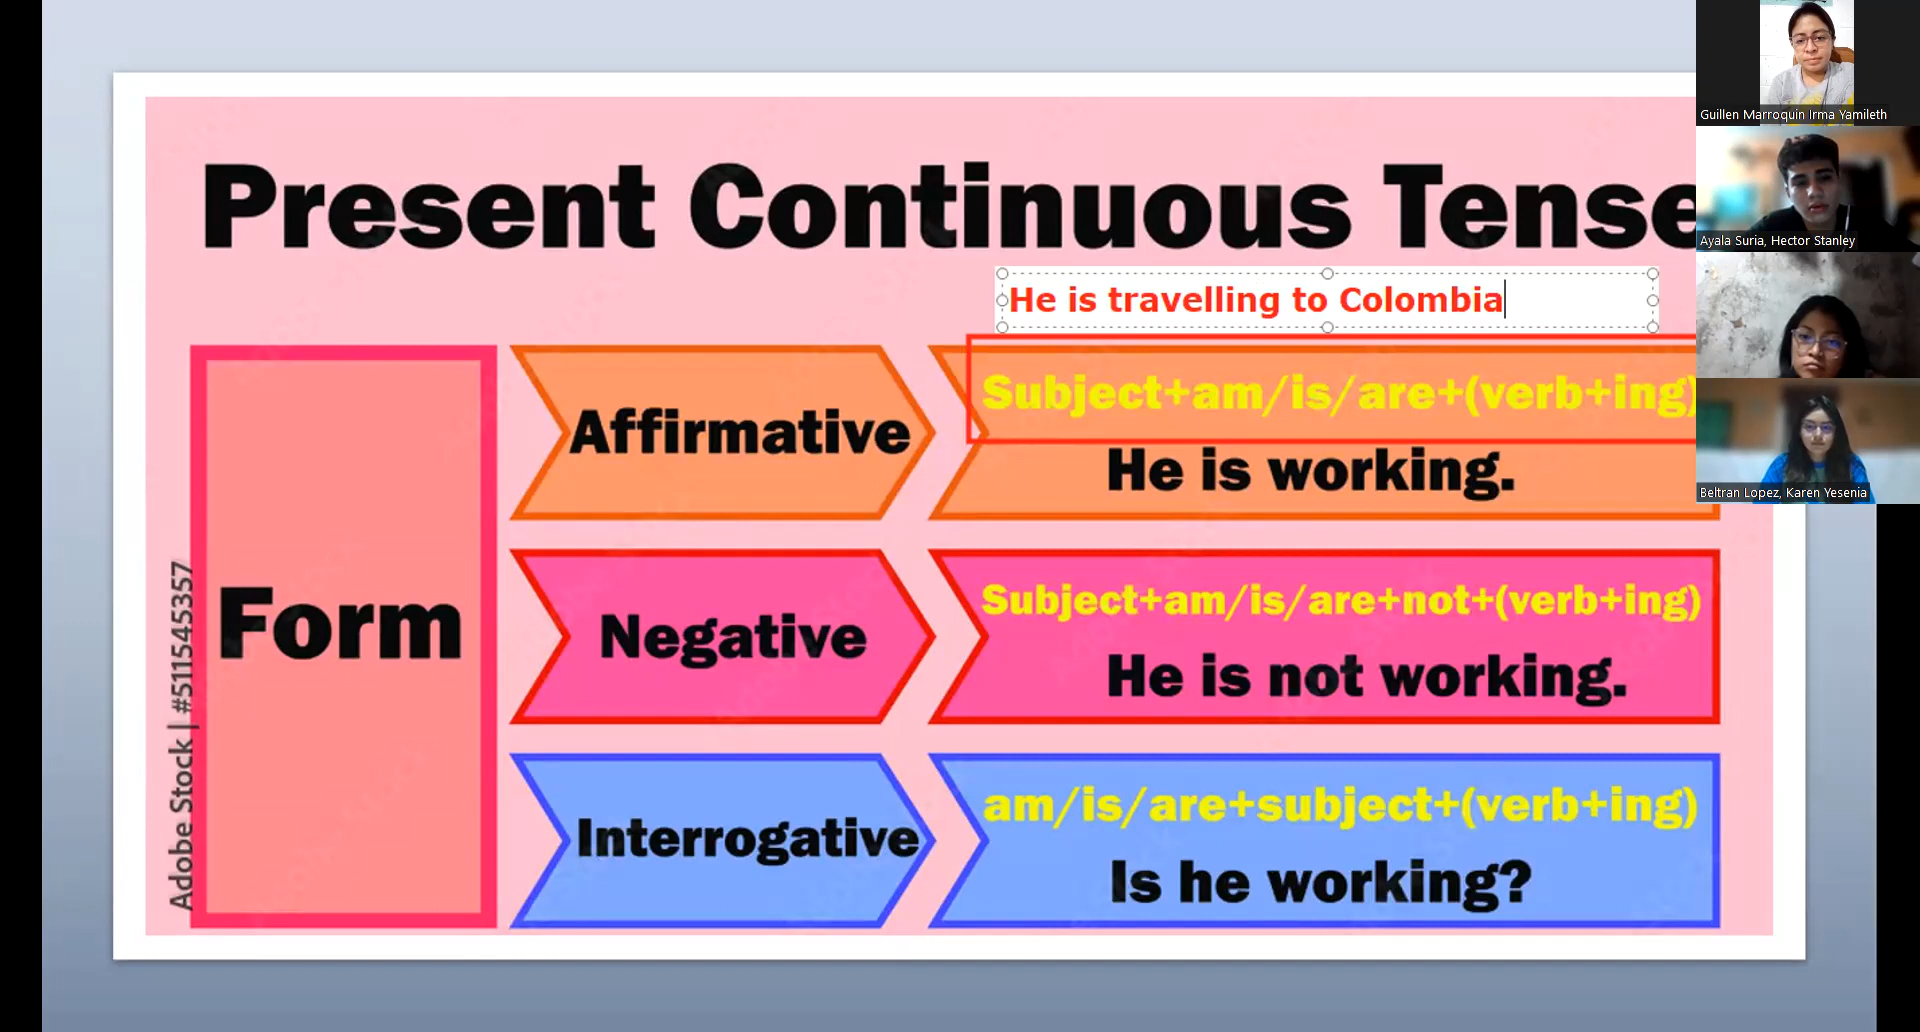 Present Continuous Tense
He is travelling to Colombia
Form
Affirmative
Subject+am/is/are+(verb+ing)
He is working.
Negative
Subject+am/is/are+not+(verb+ing)
He is not working.
Interrogative
am/is/are+subject+(verb+ing)
Is he working?
Adobe Stock | #511545357
Guillen Marroquin Irma Yamileth
Ayala Suria, Hector Stanley
Beltran Lopez, Karen Yesenia